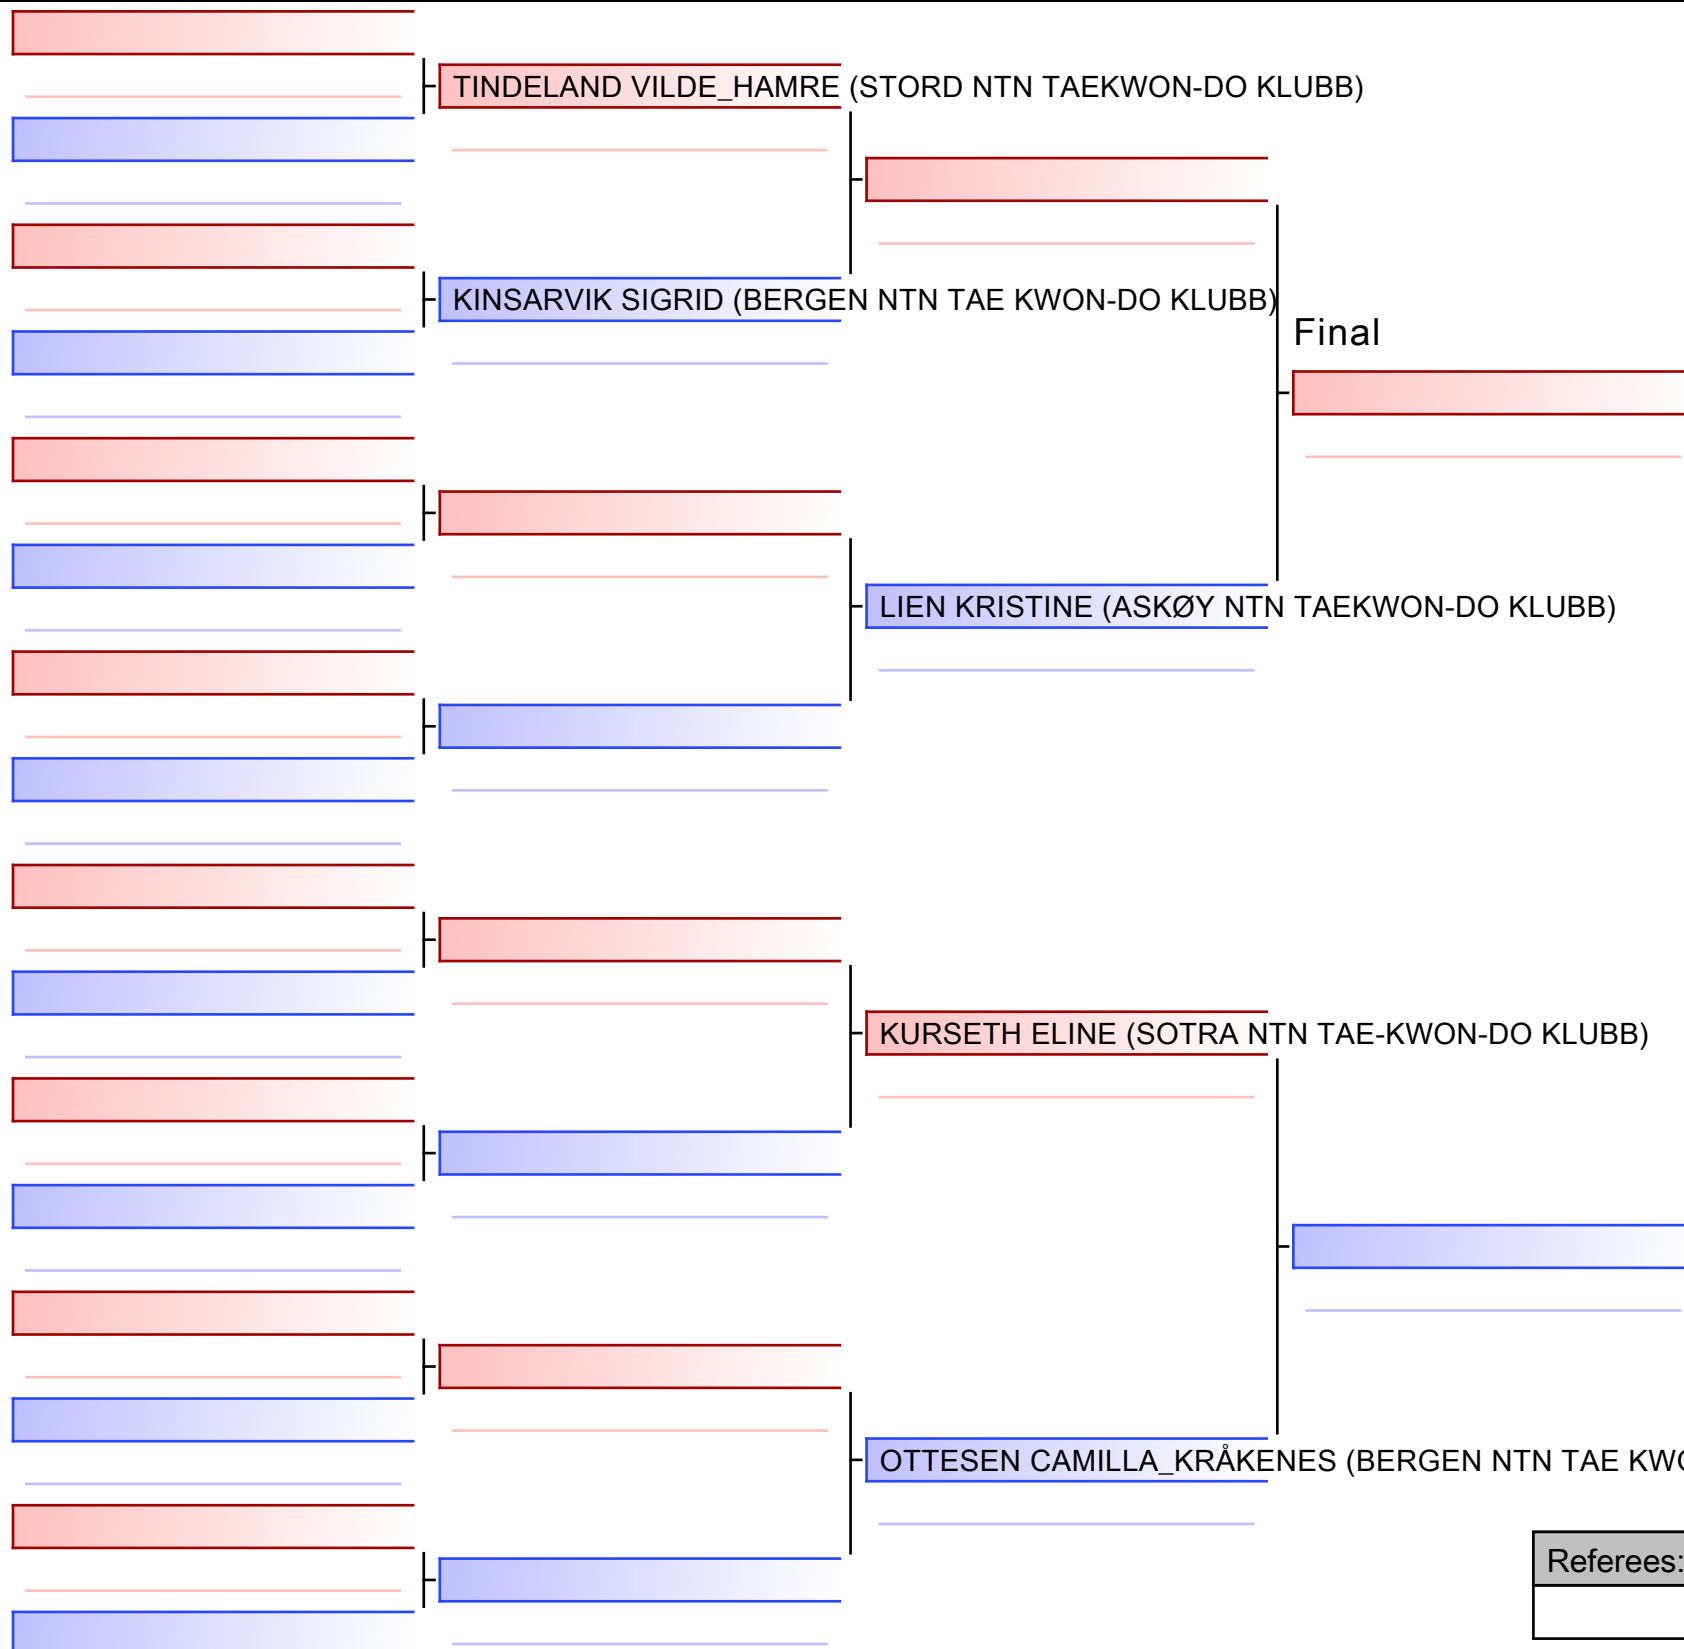 TINDELAND VILDE_HAMRE (STORD NTN TAEKWON-DO KLUBB)
KINSARVIK SIGRID (BERGEN NTN TAE KWON-DO KLUBB)
Final
LIEN KRISTINE (ASKØY NTN TAEKWON-DO KLUBB)
KURSETH ELINE (SOTRA NTN TAE-KWON-DO KLUBB)
OTTESEN CAMILLA_KRÅKENES (BERGEN NTN TAE
Referees: